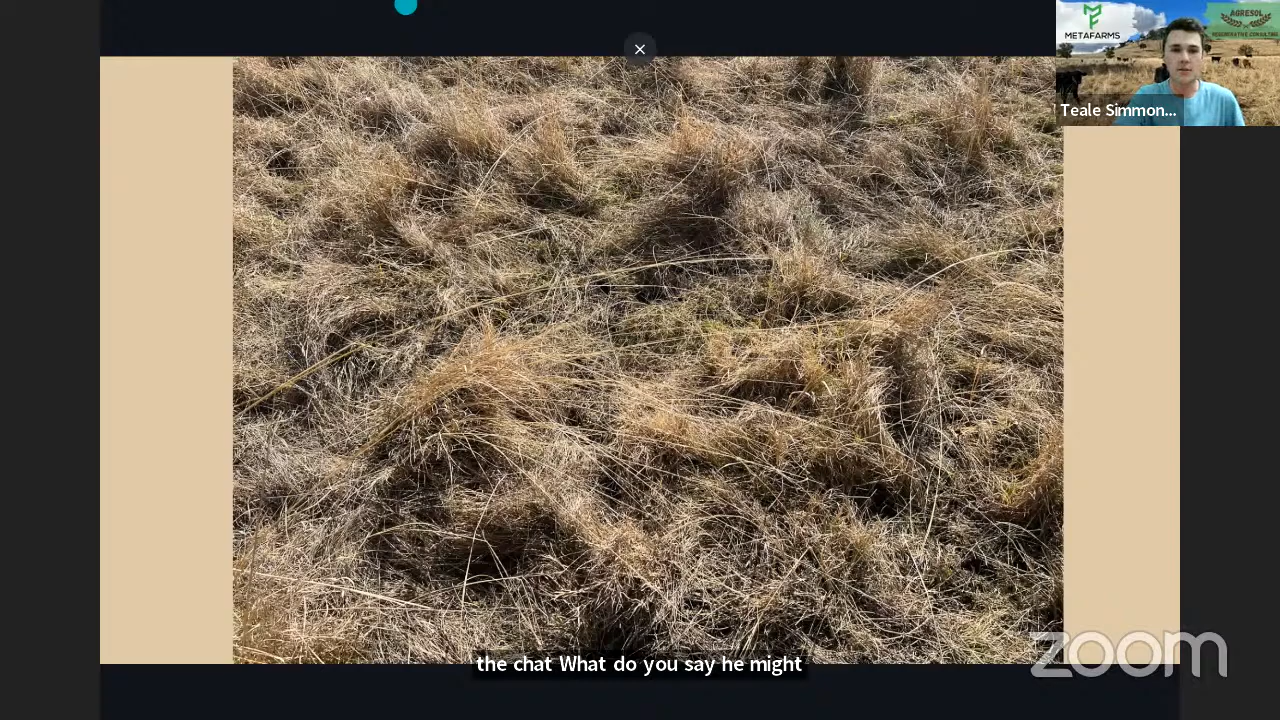 METAFARMS
AGRESOL
REGENERATIVE CONSULTING
Teale Simmon...
the chat What do you say he might
zoom